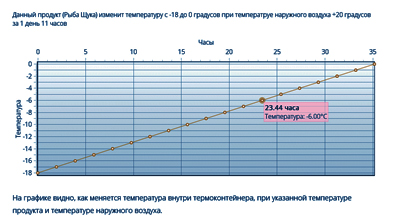 Данный продукт (Рыба Щука) изменит температуру с -18 до 0 градусов при температруе наружного воздуха +20 градусов
за 1 день 11 часов
Часы
0 5 10 15 20 25 30 35
Температура
0
-2
-4
-6
-8
-10
-12
-14
-16
-18
23.44 часа
Температура: -6.00°C
На графике видно, как меняется температура внутри термоконтейнера, при указанной температуре
продукта и температуре наружного воздуха.